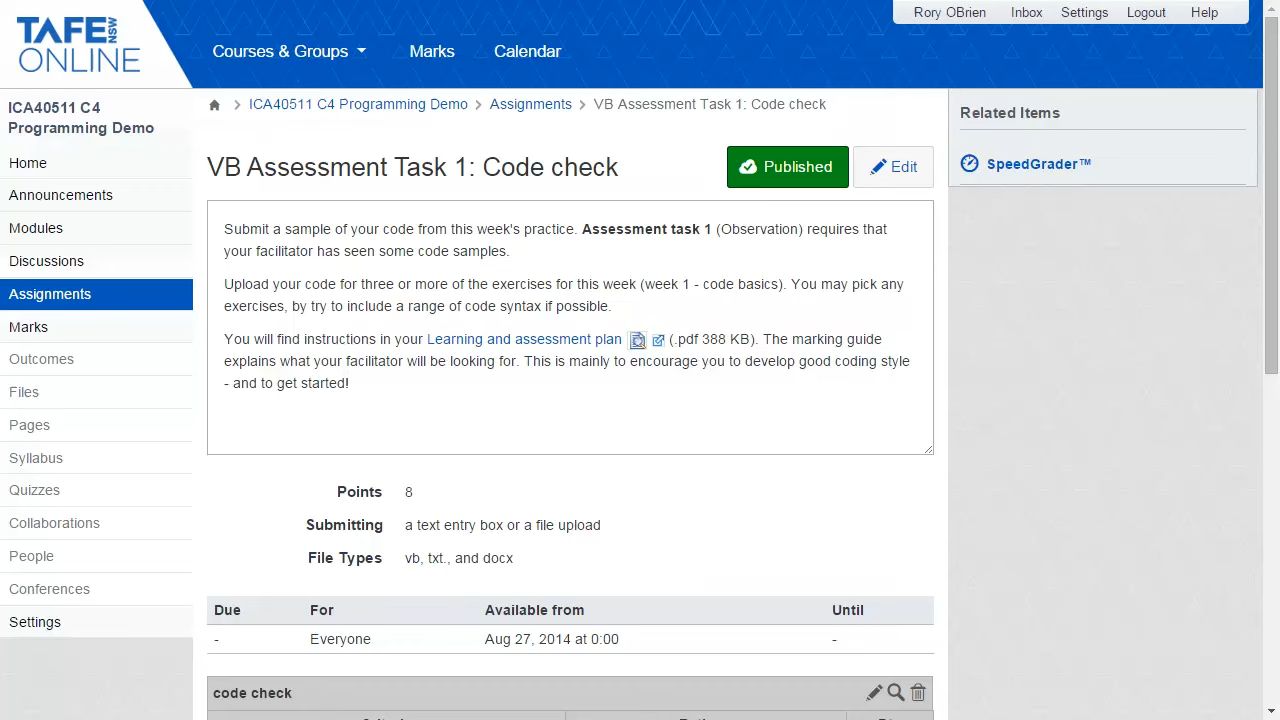 Rory OBrien Inbox Settings Logout Help
TAFE NSW
ONLINE
Courses & Groups Marks Calendar
ICA40511 C4
Programming Demo
Home
Announcements
Modules
Discussions
Assignments
Marks
Outcomes
Files
Pages
Syllabus
Quizzes
Collaborations
People
Conferences
Settings
ICA40511 C4 Programming Demo Assignments VB Assessment Task 1: Code check
VB Assessment Task 1: Code check
Published Edit
Submit a sample of your code from this week's practice. Assessment task 1 (Observation) requires that
your facilitator has seen some code samples.
Upload your code for three or more of the exercises for this week (week 1 - code basics). You may pick any
exercises, by try to include a range of code syntax if possible.
You will find instructions in your Learning and assessment plan (.pdf 388 KB). The marking guide
explains what your facilitator will be looking for. This is mainly to encourage you to develop good coding style
- and to get started!
Points 8
Submitting a text entry box or a file upload
File Types vb, txt., and docx
Due For Available from Until
- Everyone Aug 27, 2014 at 0:00 -
code check
Related Items
SpeedGrader™